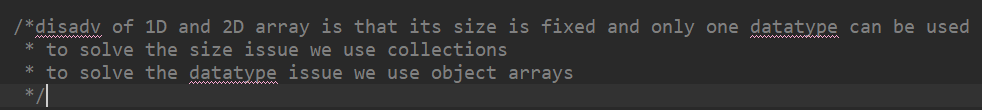 /*disadv of 1D and 2D array is that its size is fixed and only one datatype can be used
* to solve the size issue we use collections
* to solve the datatype issue we use object arrays
*/